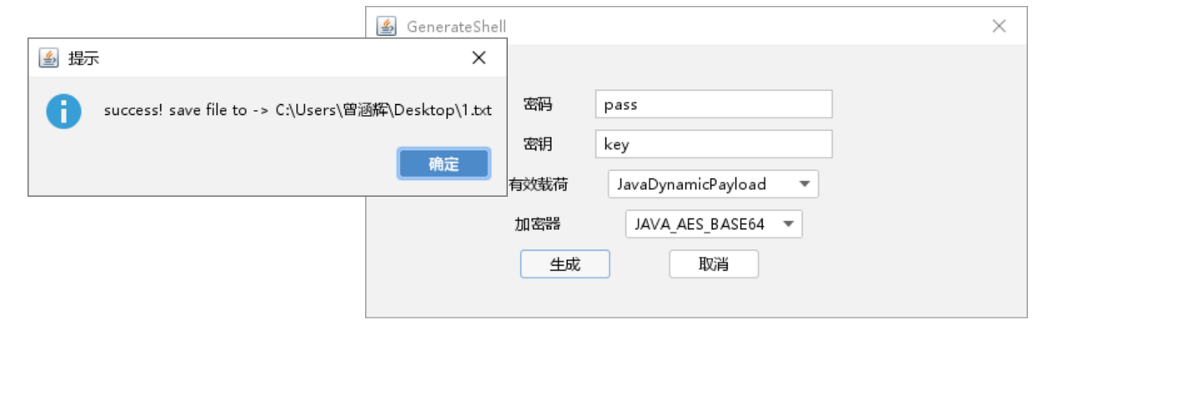 GenerateShell
提示
success! save file to -> C:\Users\曾涵辉\Desktop\1.txt
确定
密码 pass
密钥 key
有效载荷 JavaDynamicPayload
加密器 JAVA_AES_BASE64
生成 取消